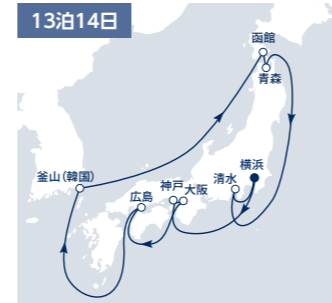 13泊14日
函館
青森
釜山(韓国)
横浜
神戸
清水
広島
大阪